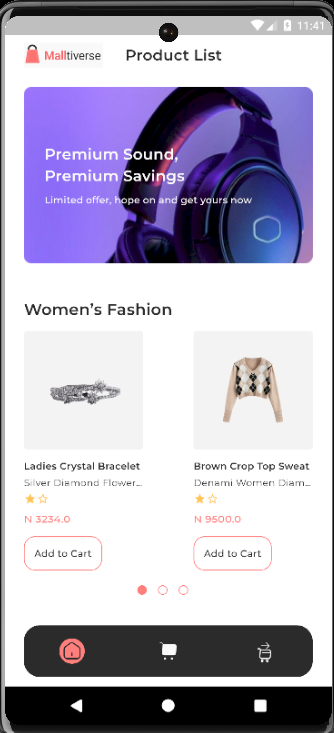 11:41
Malltiverse
Product List
Premium Sound,
Premium Savings
Limited offer, hope on and get yours now
Women's Fashion
Ladies Crystal Bracelet
Silver Diamond Flower...
N 3234.0
Add to Cart
Brown Crop Top Sweat
Denami Women Diam...
N 9500.0
Add to Cart